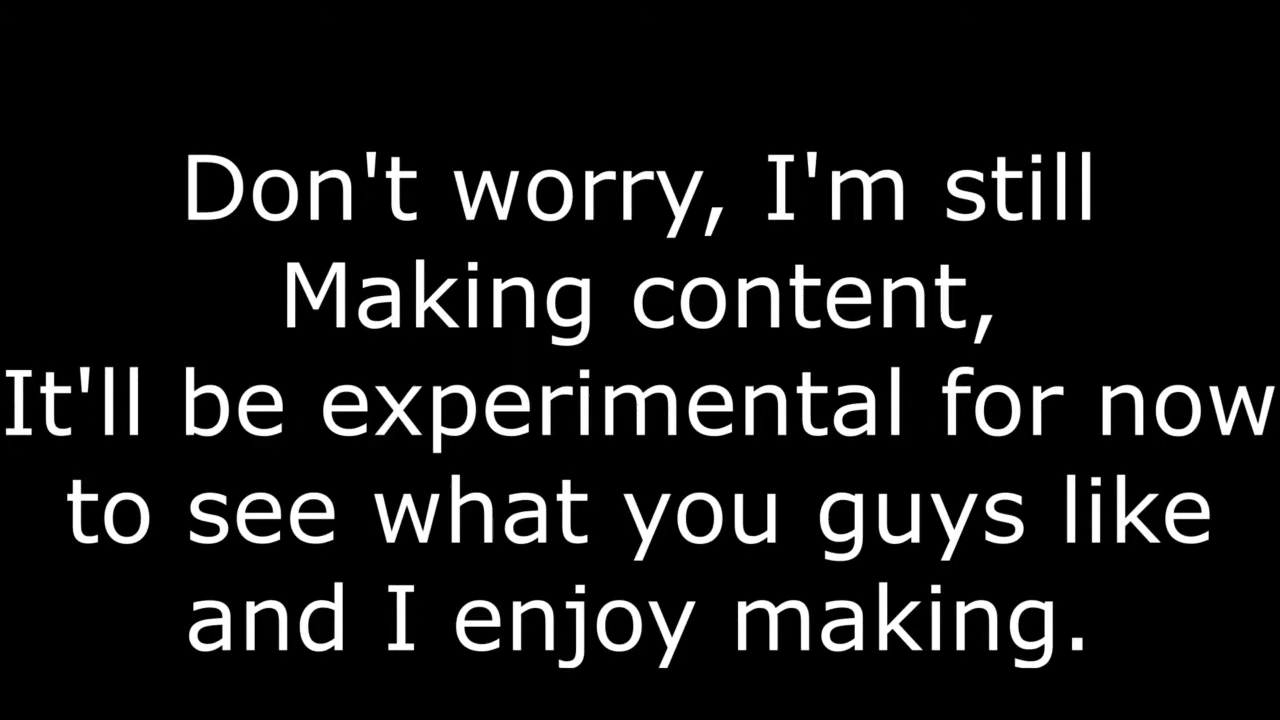 Don't worry, I'm still
Making content,
It'll be experimental for now
to see what you guys like
and I enjoy making.